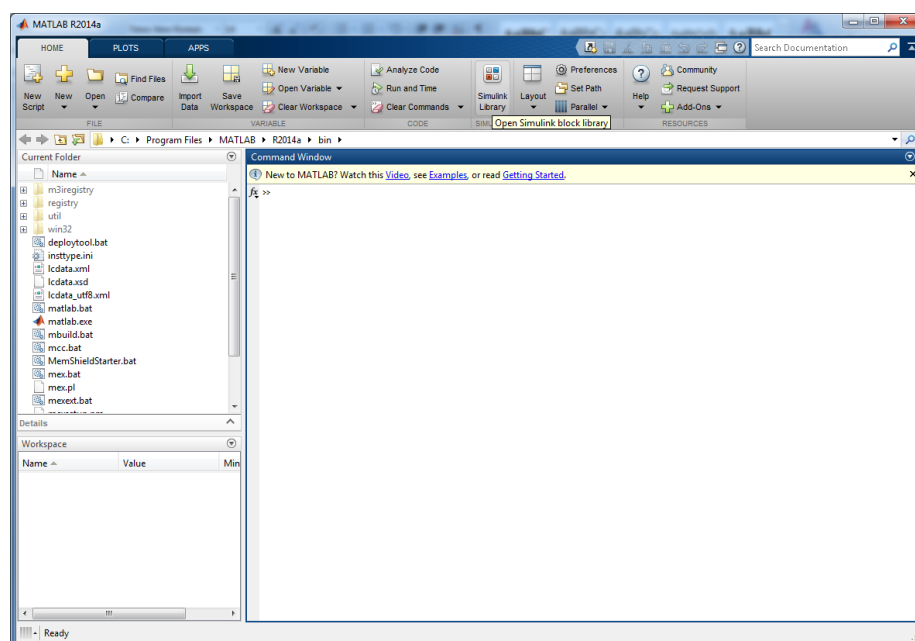 MATLAB R2014a
HOME PLOTS APPS Search Documentation
New Script New Open Find Files Compare Import Data Save Workspace New Variable Open Variable Clear Workspace Analyze Code Run and Time Clear Commands Simulink Library Layout Preferences Set Path Parallel Help Community Request Support Add-Ons
FILE VARIABLE CODE RESOURCES
Open Simulink block library
C: Program Files MATLAB R2014a bin
Current Folder
Name
m3iregistry
registry
util
win32
deploytool.bat
insttype.ini
lcdata.xml
lcdata.xsd
lcdata_utf8.xml
matlab.bat
matlab.exe
mbuild.bat
mcc.bat
MemShieldStarter.bat
mex.bat
mex.pl
mexext.bat
Details
Workspace
Name Value Min
Command Window
New to MATLAB? Watch this Video, see Examples, or read Getting Started.
fx >>
Ready